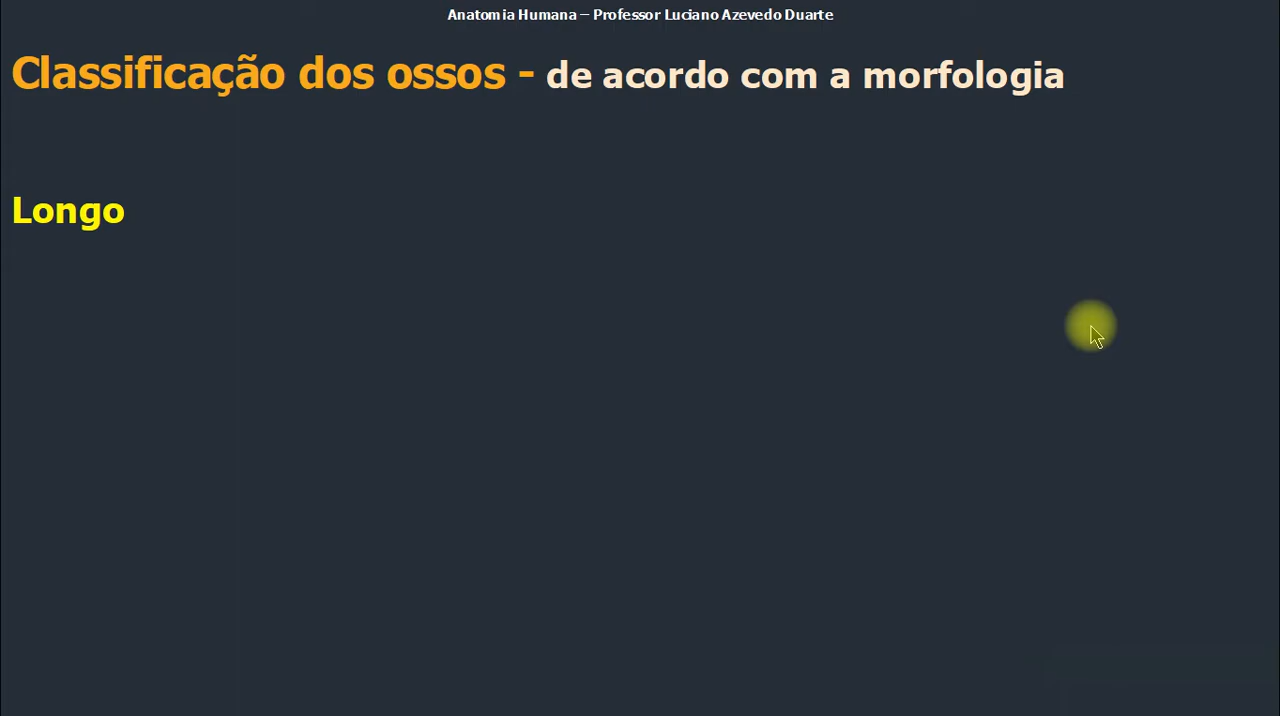 Anatomia Humana – Professor Luciano Azevedo Duarte
Classificação dos ossos - de acordo com a morfologia
Longo